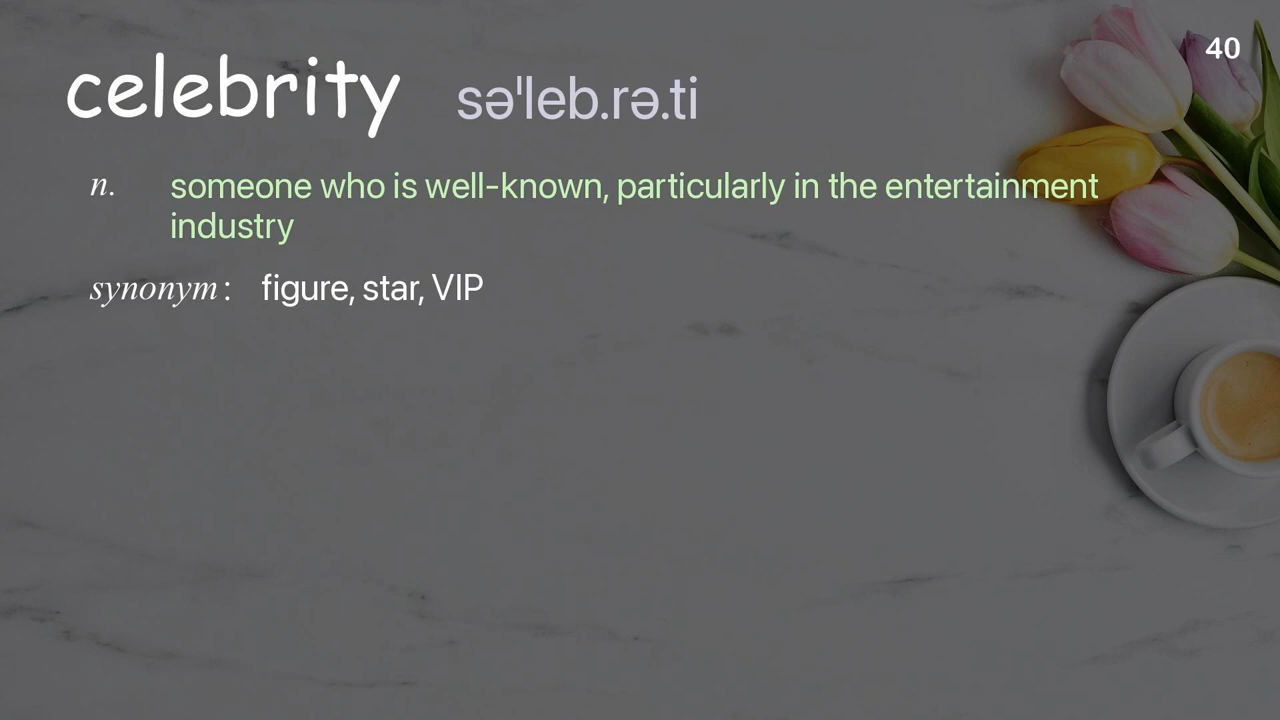 40
celebrity səˈleb.rə.ti
n. someone who is well-known, particularly in the entertainment
industry
synonym: figure, star, VIP